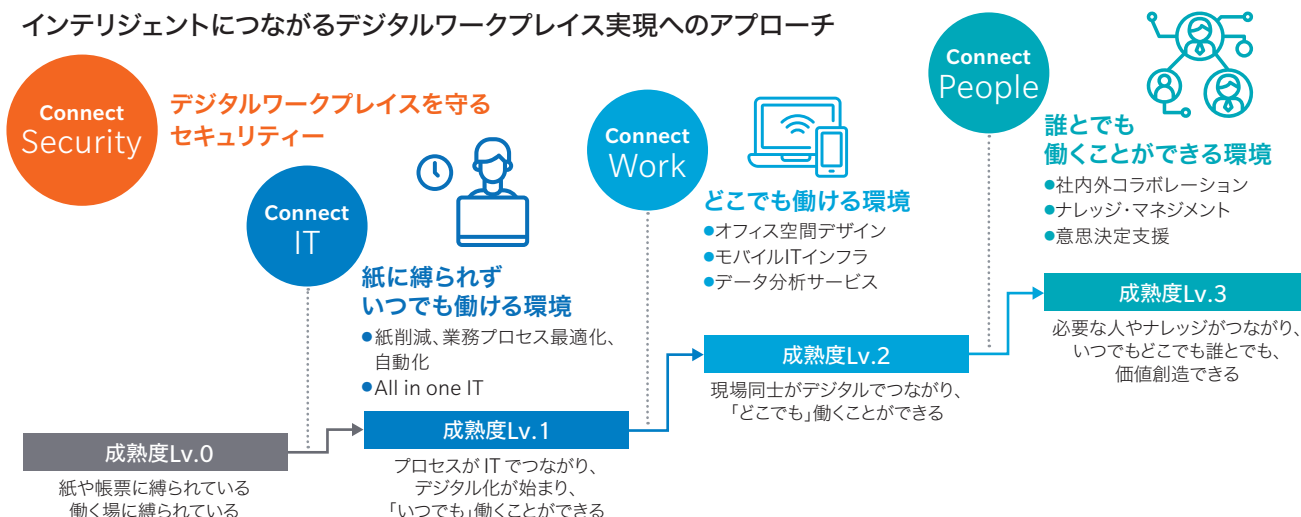 インテリジェントにつながるデジタルワークプレイス実現へのアプローチ
Connect
Security
デジタルワークプレイスを守る
セキュリティー
Connect
IT
紙に縛られず
いつでも働ける環境
●紙削減、業務プロセス最適化、
自動化
●All in one IT
Connect
Work
どこでも働ける環境
●オフィス空間デザイン
●モバイルITインフラ
●データ分析サービス
Connect
People
誰とでも
働くことができる環境
●社内外コラボレーション
●ナレッジ・マネジメント
●意思決定支援
成熟度Lv.0
紙や帳票に縛られている
働く場に縛られている
成熟度Lv.1
プロセスが IT でつながり、
デジタル化が始まり、
「いつでも」働くことができる
成熟度Lv.2
現場同士がデジタルでつながり、
「どこでも」働くことができる
成熟度Lv.3
必要な人やナレッジがつながり、
いつでもどこでも誰とでも、
価値創造できる